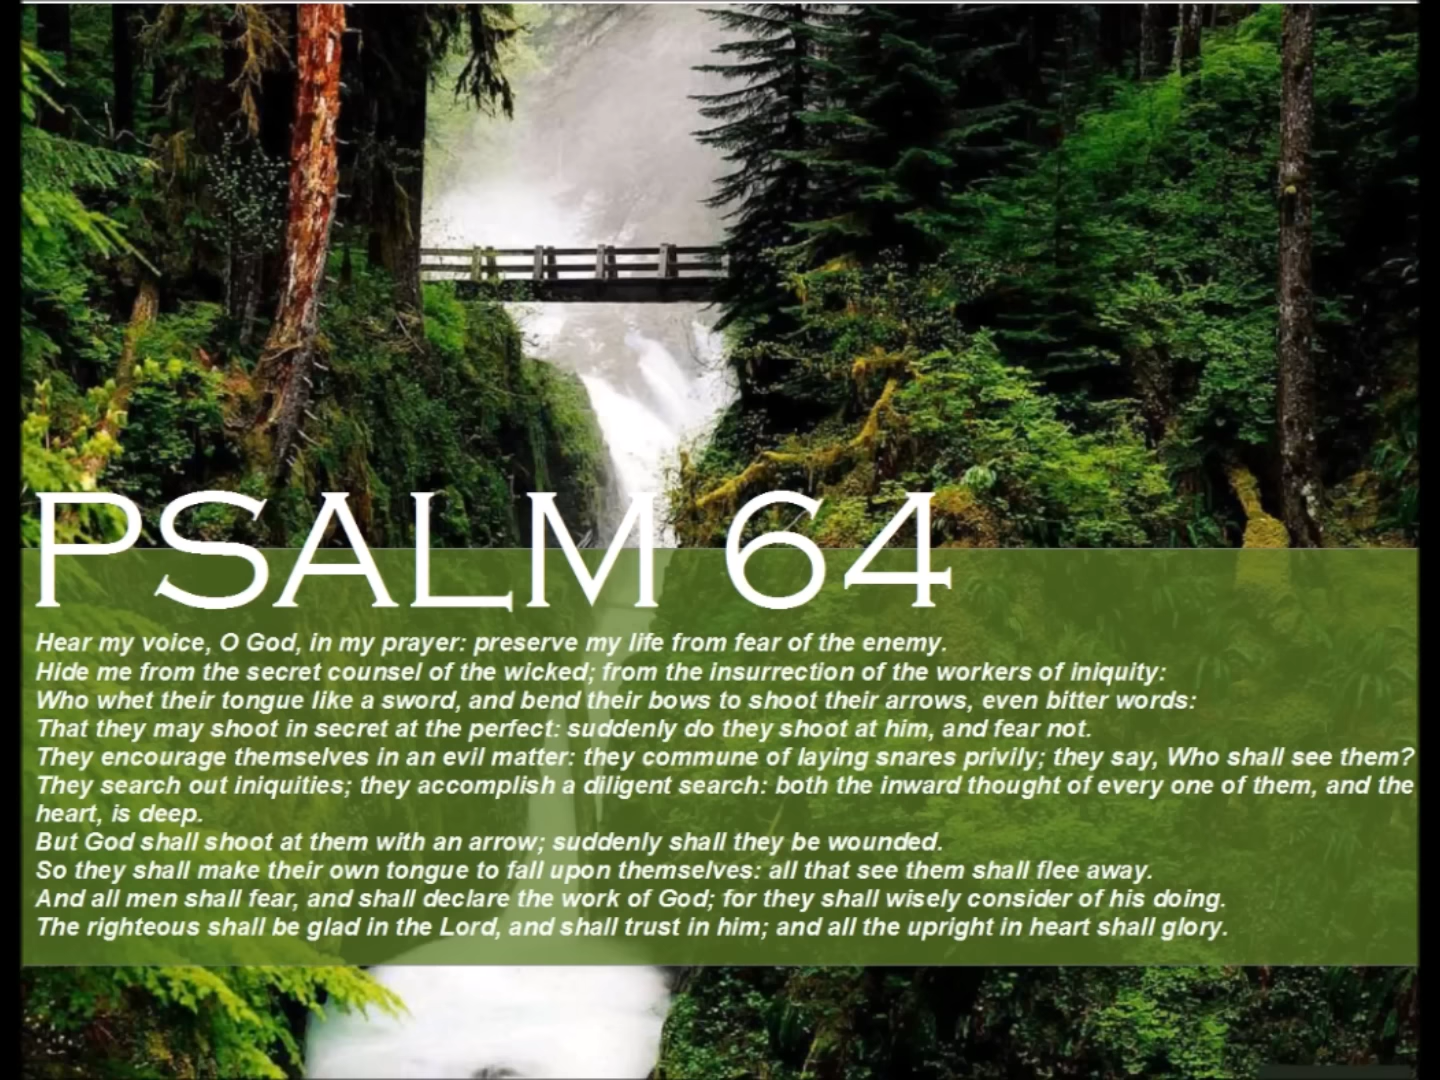 PSALM 64
Hear my voice, O God, in my prayer: preserve my life from fear of the enemy.
Hide me from the secret counsel of the wicked; from the insurrection of the workers of iniquity:
Who whet their tongue like a sword, and bend their bows to shoot their arrows, even bitter words:
That they may shoot in secret at the perfect: suddenly do they shoot at him, and fear not.
They encourage themselves in an evil matter: they commune of laying snares privily; they say, Who shall see them?
They search out iniquities; they accomplish a diligent search: both the inward thought of every one of them, and the
heart, is deep.
But God shall shoot at them with an arrow; suddenly shall they be wounded.
So they shall make their own tongue to fall upon themselves: all that see them shall flee away.
And all men shall fear, and shall declare the work of God; for they shall wisely consider of his doing.
The righteous shall be glad in the Lord, and shall trust in him; and all the upright in heart shall glory.